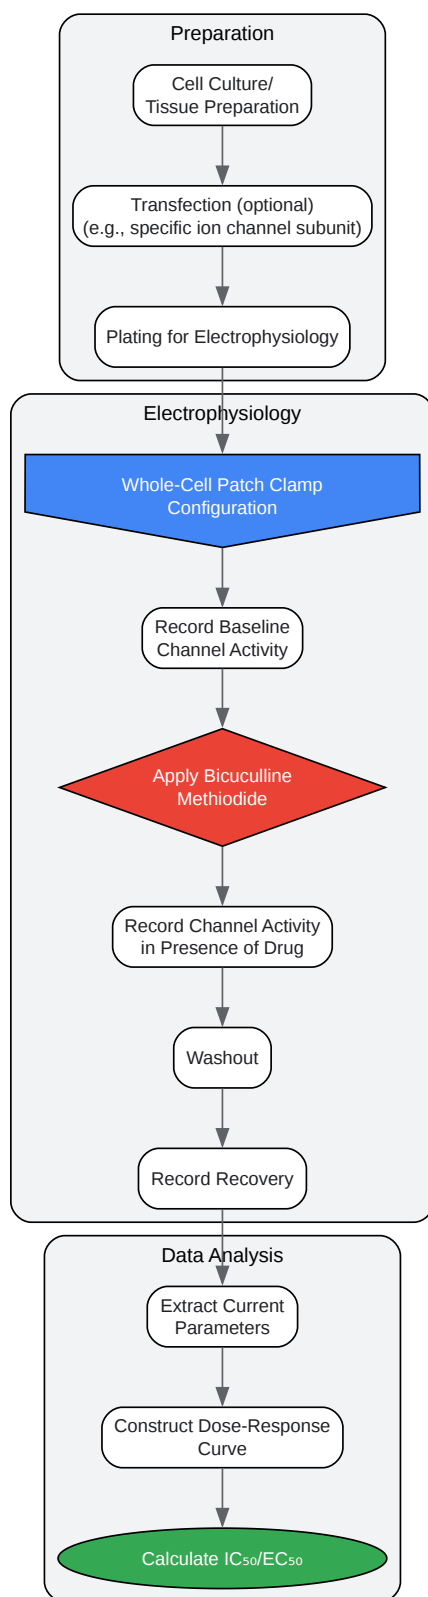 Preparation
Cell Culture/
Tissue Preparation
Transfection (optional)
(e.g., specific ion channel subunit)
Plating for Electrophysiology
Electrophysiology
Whole-Cell Patch Clamp
Configuration
Record Baseline
Channel Activity
Apply Bicuculline
Methiodide
Record Channel Activity
in Presence of Drug
Washout
Record Recovery
Data Analysis
Extract Current
Parameters
Construct Dose-Response
Curve
Calculate IC₅₀/EC₅₀